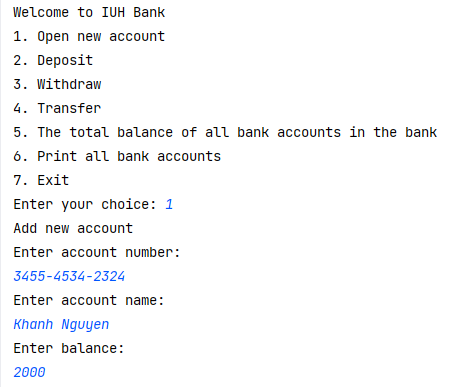 Welcome to IUH Bank
1. Open new account
2. Deposit
3. Withdraw
4. Transfer
5. The total balance of all bank accounts in the bank
6. Print all bank accounts
7. Exit
Enter your choice: 1
Add new account
Enter account number:
3455-4534-2324
Enter account name:
Khanh Nguyen
Enter balance:
2000